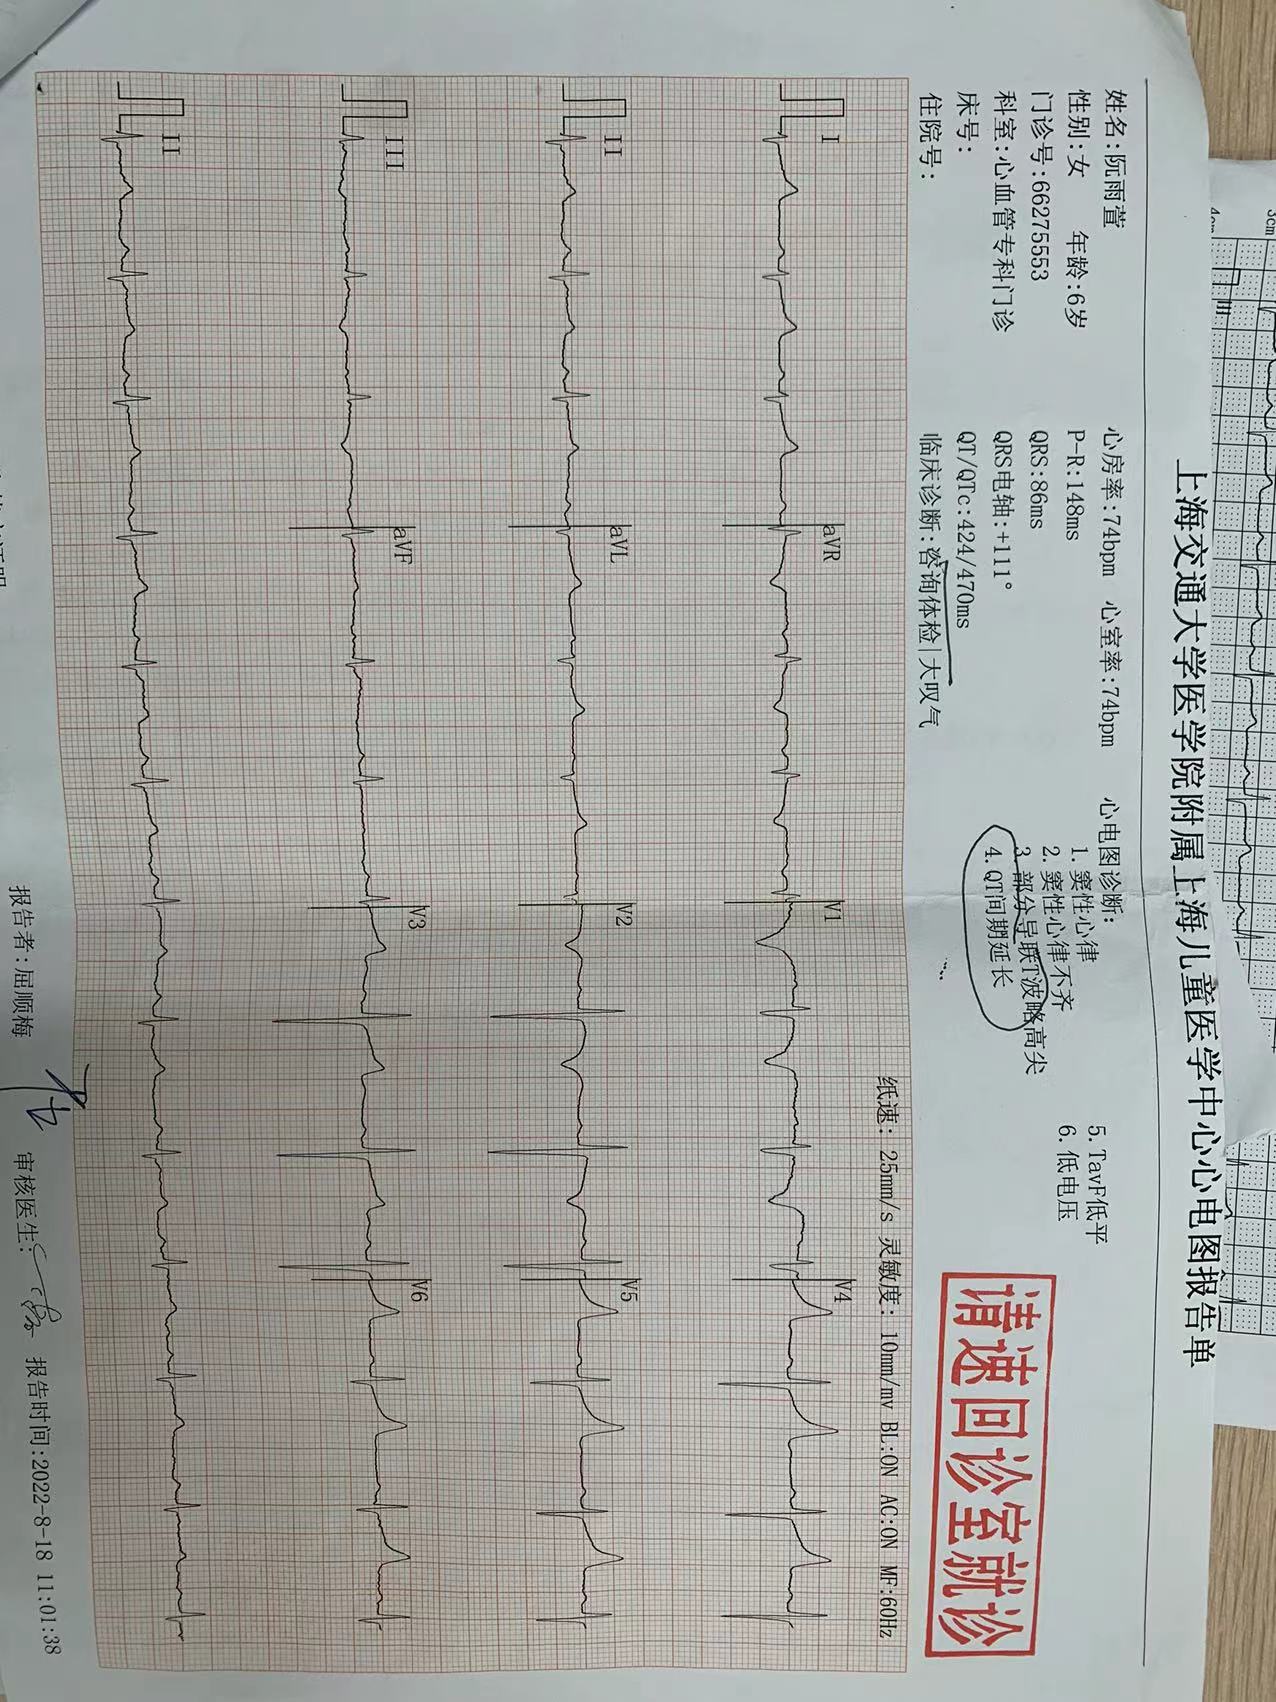 上海交通大学医学院附属上海儿童医学中心心电图报告单
姓名:阮雨萱
性别:女 年龄:6岁
门诊号:66275553
科室:心血管专科门诊
床号:
住院号:
心房率:74bpm 心室率:74bpm
P-R:148ms
QRS:86ms
QRS电轴:+111°
QT/QTc:424/470ms
临床诊断:咨询体检|大叹气
心电图诊断:
1. 窦性心律
2. 窦性心律不齐
3. 部分导联T波略高尖
4. QT间期延长
5. TavF低平
6. 低电压
请速回诊室就诊
纸速: 25mm/s 灵敏度: 10mm/mv BL:ON AC:ON MF:60Hz
I aVR V1 V4
II aVL V2 V5
III aVF V3 V6
II
报告者:屈顺梅 审核医生: 报告时间:2022-8-18 11:01:38
3cm